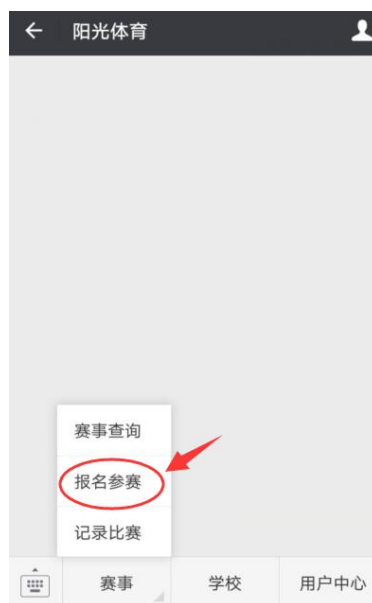 阳光体育
赛事查询
报名参赛
记录比赛
赛事
学校
用户中心